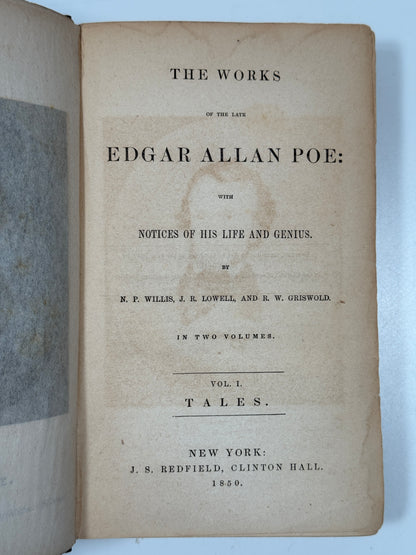 THE WORKS
OF THE LATE
EDGAR ALLAN POE:
WITH
NOTICES OF HIS LIFE AND GENIUS.
BY
N. P. WILLIS, J. R. LOWELL, AND R. W. GRISWOLD.
IN TWO VOLUMES.
VOL. I.
TALES.
NEW YORK:
J. S. REDFIELD, CLINTON HALL.
1850.